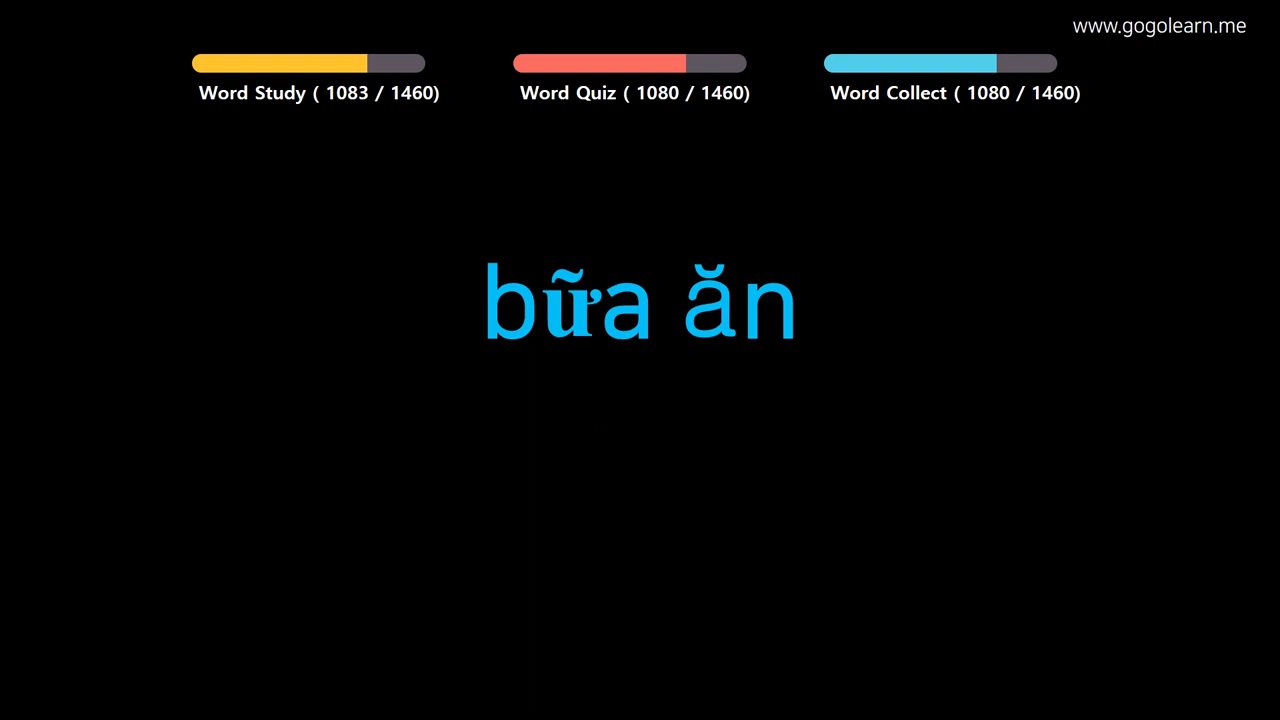 www.gogolearn.me
Word Study ( 1083 / 1460)
Word Quiz ( 1080 / 1460)
Word Collect ( 1080 / 1460)
bữa ăn